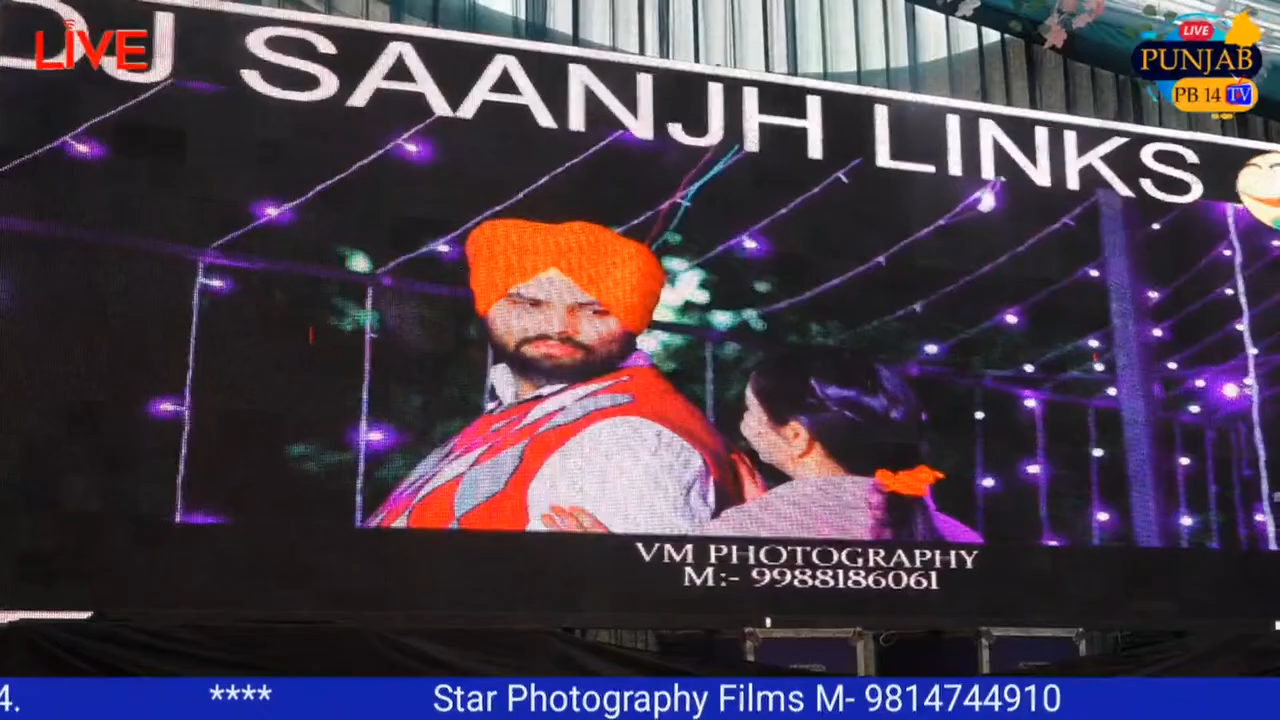 LIVE
DJ SAANJH LINKS
LIVE
PUNJAB
PB 14 TV
VM PHOTOGRAPHY
M:- 9988186061
4. **** Star Photography Films M- 9814744910